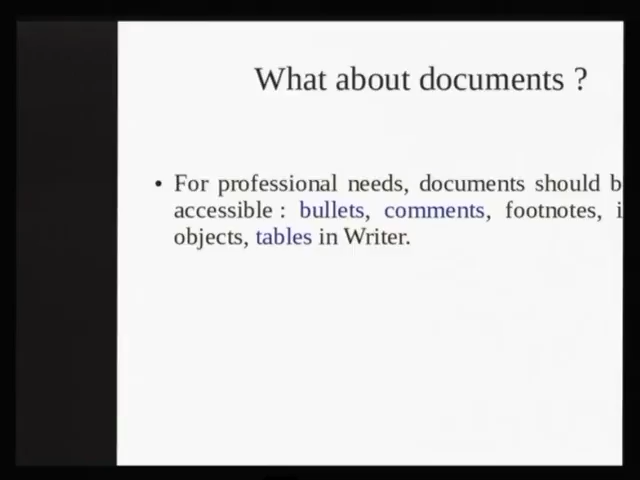 What about documents ?
• For professional needs, documents should
accessible : bullets, comments, footnotes,
objects, tables in Writer.